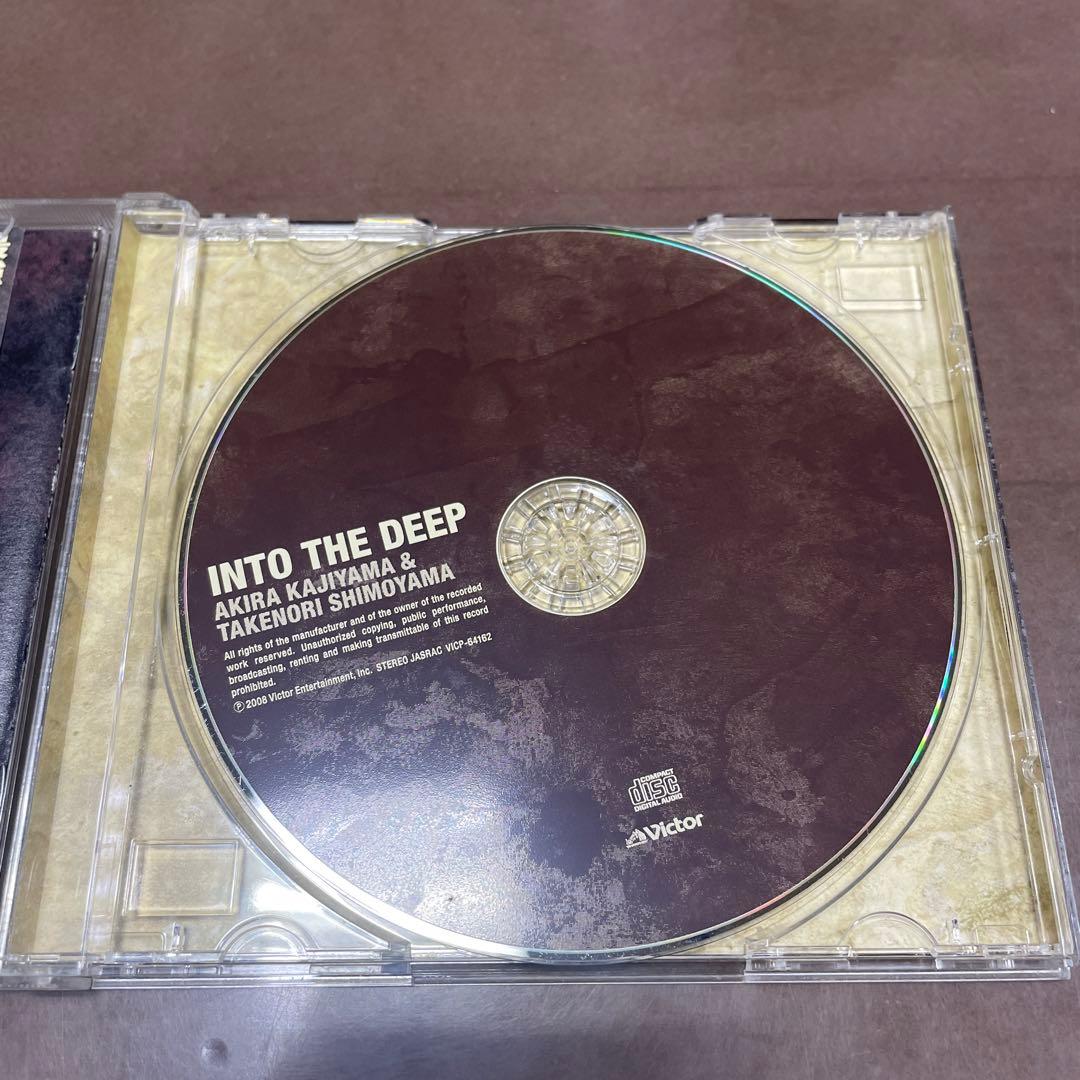 INTO THE DEEP
AKIRA KAJIYAMA &
TAKENORI SHIMOYAMA
All rights of the manufacturer and of the owner of the recorded
work reserved. Unauthorized copying, public performance,
broadcasting, renting and making transmittable of this record
prohibited.
℗ 2008 Victor Entertainment, Inc. STEREO JASRAC VICP-64162
COMPACT
disc
DIGITAL AUDIO
Victor